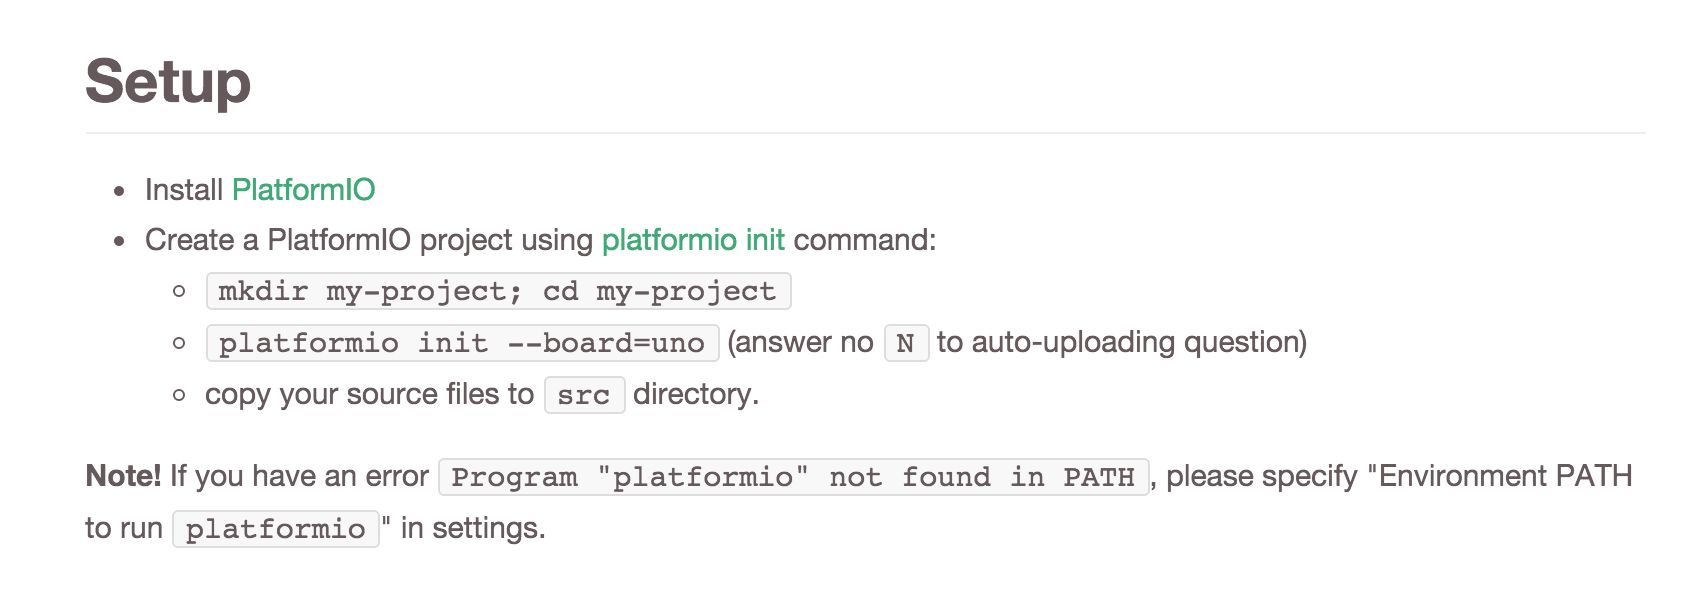 Setup
Install PlatformIO
Create a PlatformIO project using platformio init command:
mkdir my-project; cd my-project
platformio init --board=uno (answer no N to auto-uploading question)
copy your source files to src directory.
Note! If you have an error Program "platformio" not found in PATH, please specify "Environment PATH
to run platformio" in settings.